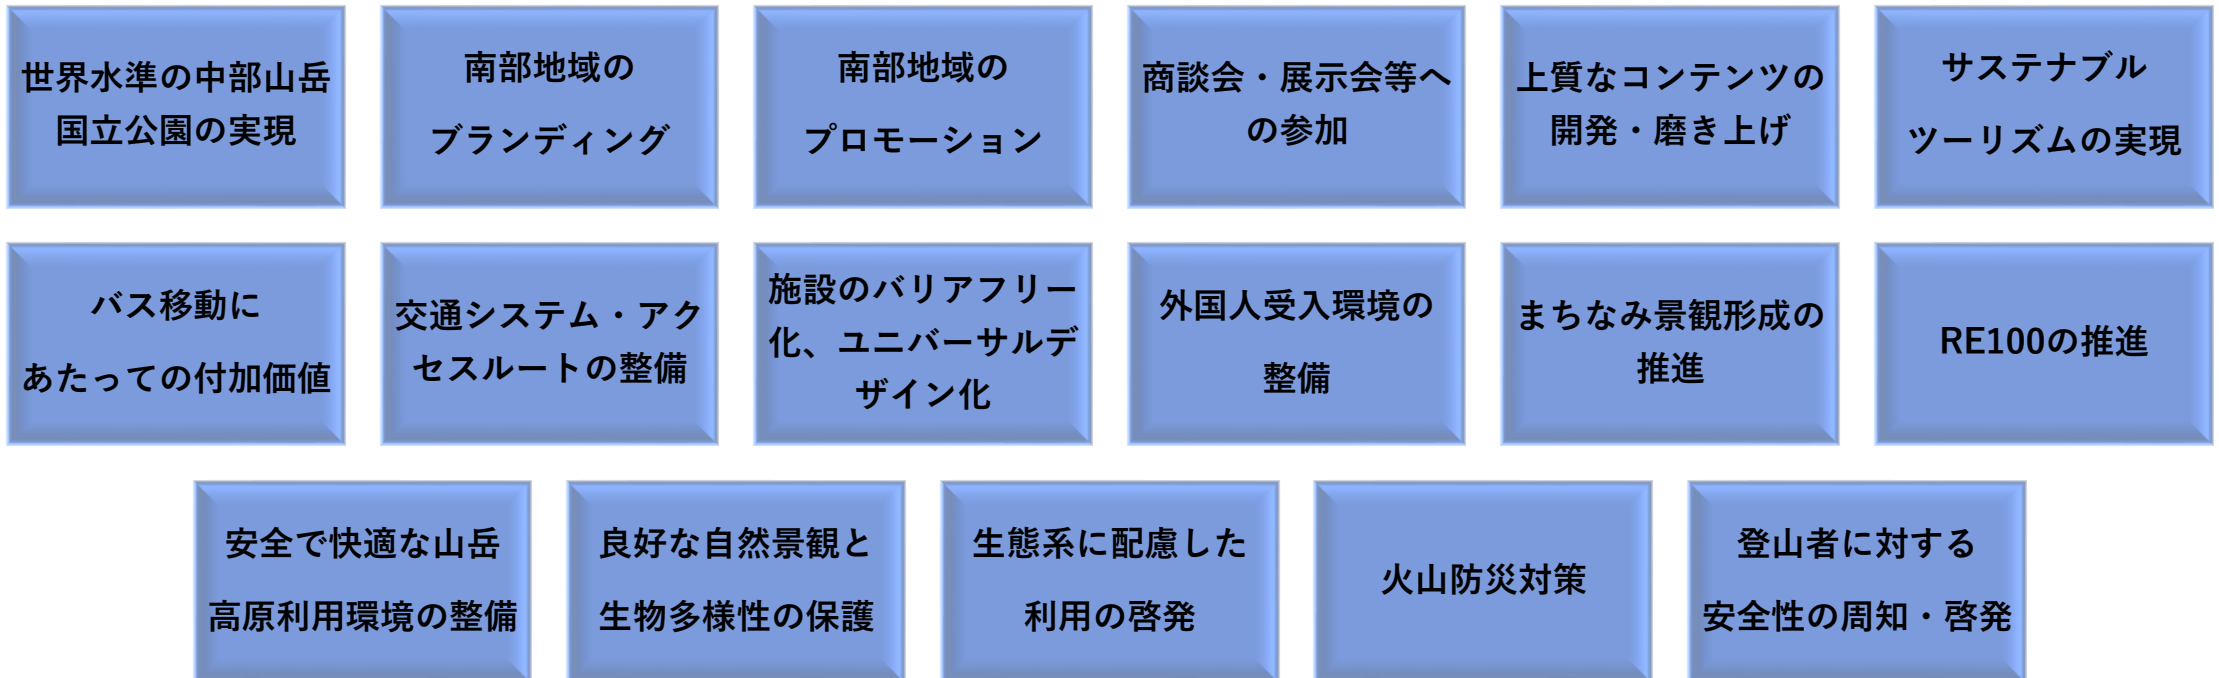 世界水準の中部山岳
国立公園の実現
南部地域の
ブランディング
南部地域の
プロモーション
商談会・展示会等へ
の参加
上質なコンテンツの
開発・磨き上げ
サステナブル
ツーリズムの実現
バス移動に
あたっての付加価値
交通システム・アク
セスルートの整備
施設のバリアフリー
化、ユニバーサルデ
ザイン化
外国人受入環境の
整備
まちなみ景観形成の
推進
RE100の推進
安全で快適な山岳
高原利用環境の整備
良好な自然景観と
生物多様性の保護
生態系に配慮した
利用の啓発
火山防災対策
登山者に対する
安全性の周知・啓発